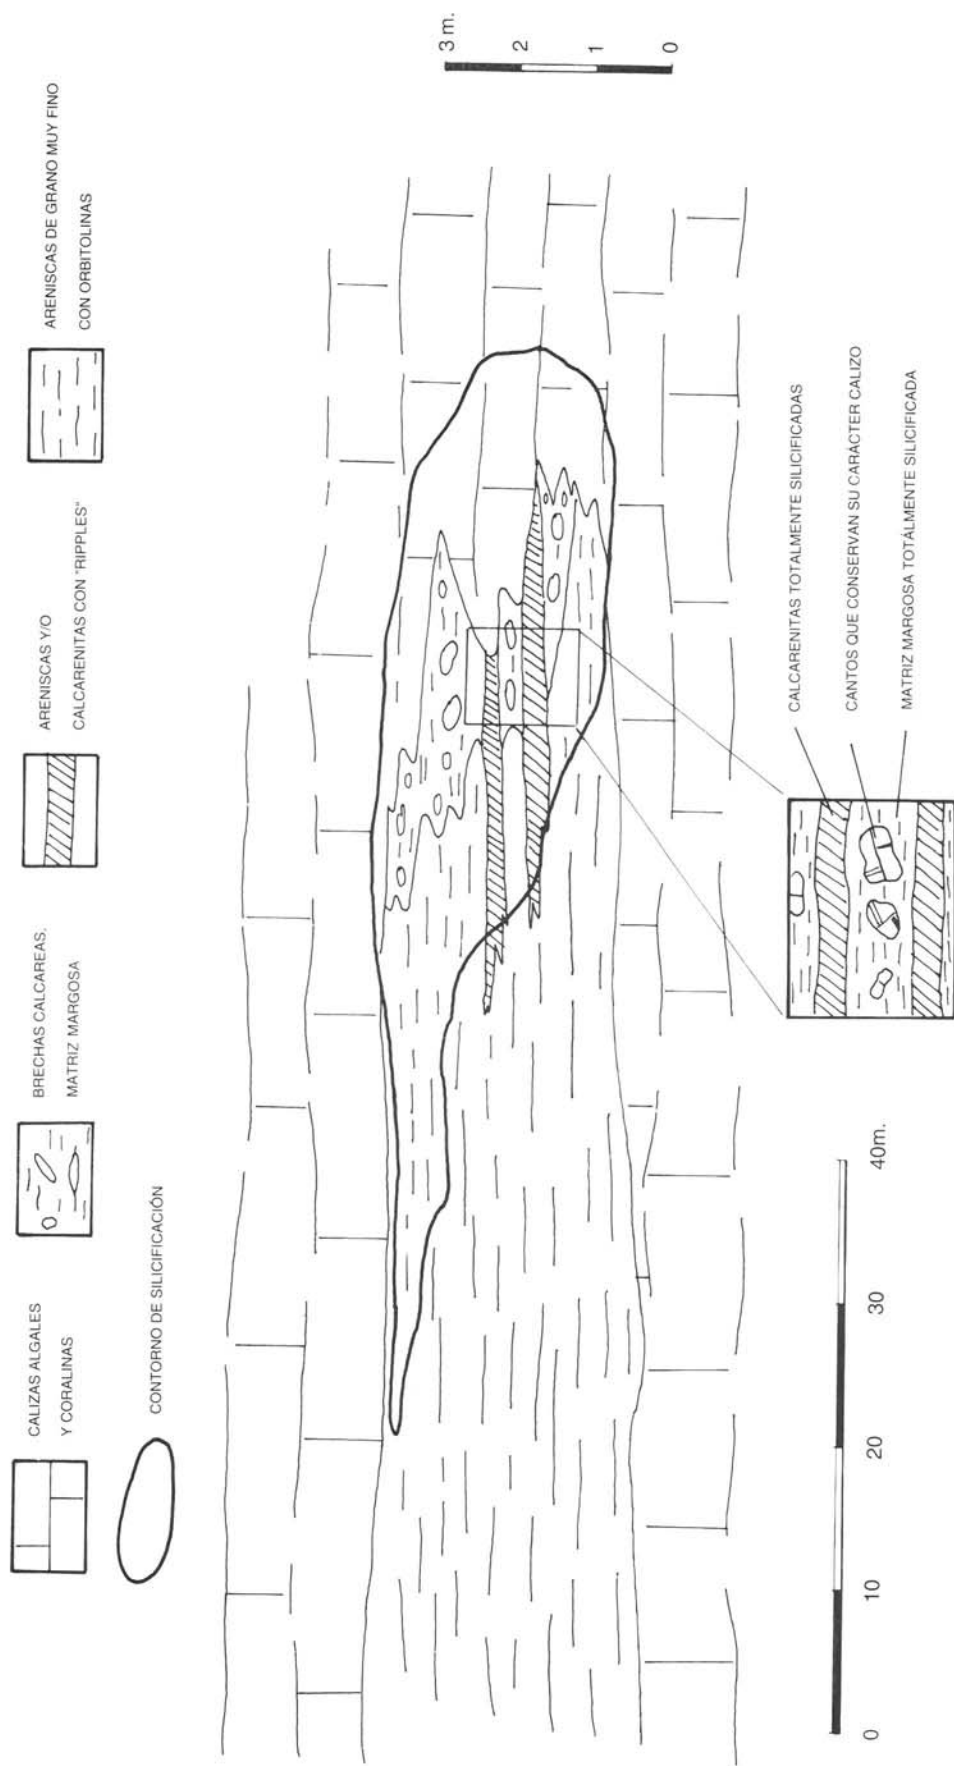 CALIZAS ALGALES
Y CORALINAS
BRECHAS CALCAREAS.
MATRIZ MARGOSA
ARENISCAS Y/O
CALCARENITAS CON "RIPPLES"
ARENISCAS DE GRANO MUY FINO
CON ORBITOLINAS
CONTORNO DE SILICIFICACIÓN
3 m.
2
1
0
0
10
20
30
40m.
CALCARENITAS TOTALMENTE SILICIFICADAS
CANTOS QUE CONSERVAN SU CARÁCTER CALIZO
MATRIZ MARGOSA TOTÁLMENTE SILICIFICADA